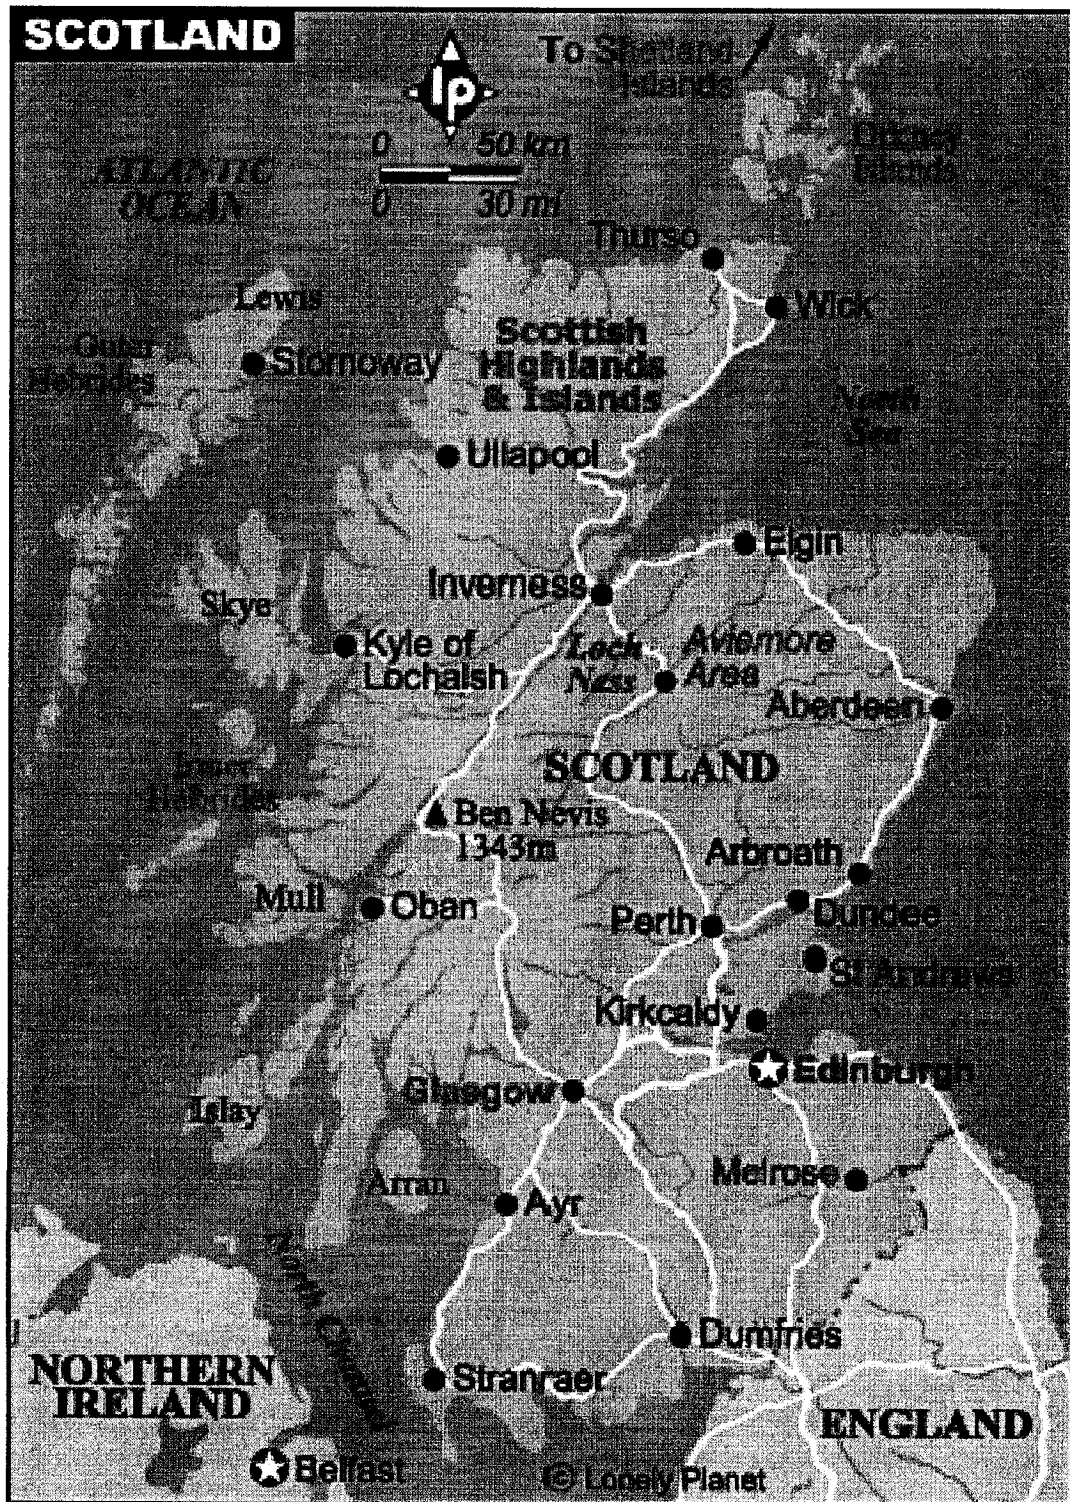 SCOTLAND
lp
To Shetland
Islands
0 50 km
0 30 mi
Orkney
Islands
ATLANTIC
OCEAN
Thurso
Wick
Lewis
Scottish
Highlands
& Islands
Outer
Hebrides
Stornoway
North
Sea
Ullapool
Elgin
Inverness
Skye
Kyle of
Lochalsh
Loch
Ness
Aviemore
Area
Aberdeen
SCOTLAND
Inner
Hebrides
Ben Nevis
1343m
Arbroath
Mull
Oban
Perth
Dundee
St Andrews
Kirkcaldy
Edinburgh
Glasgow
Islay
Arran
Melrose
Ayr
North Channel
Dumfries
NORTHERN
IRELAND
Stranraer
ENGLAND
Belfast
© Lonely Planet